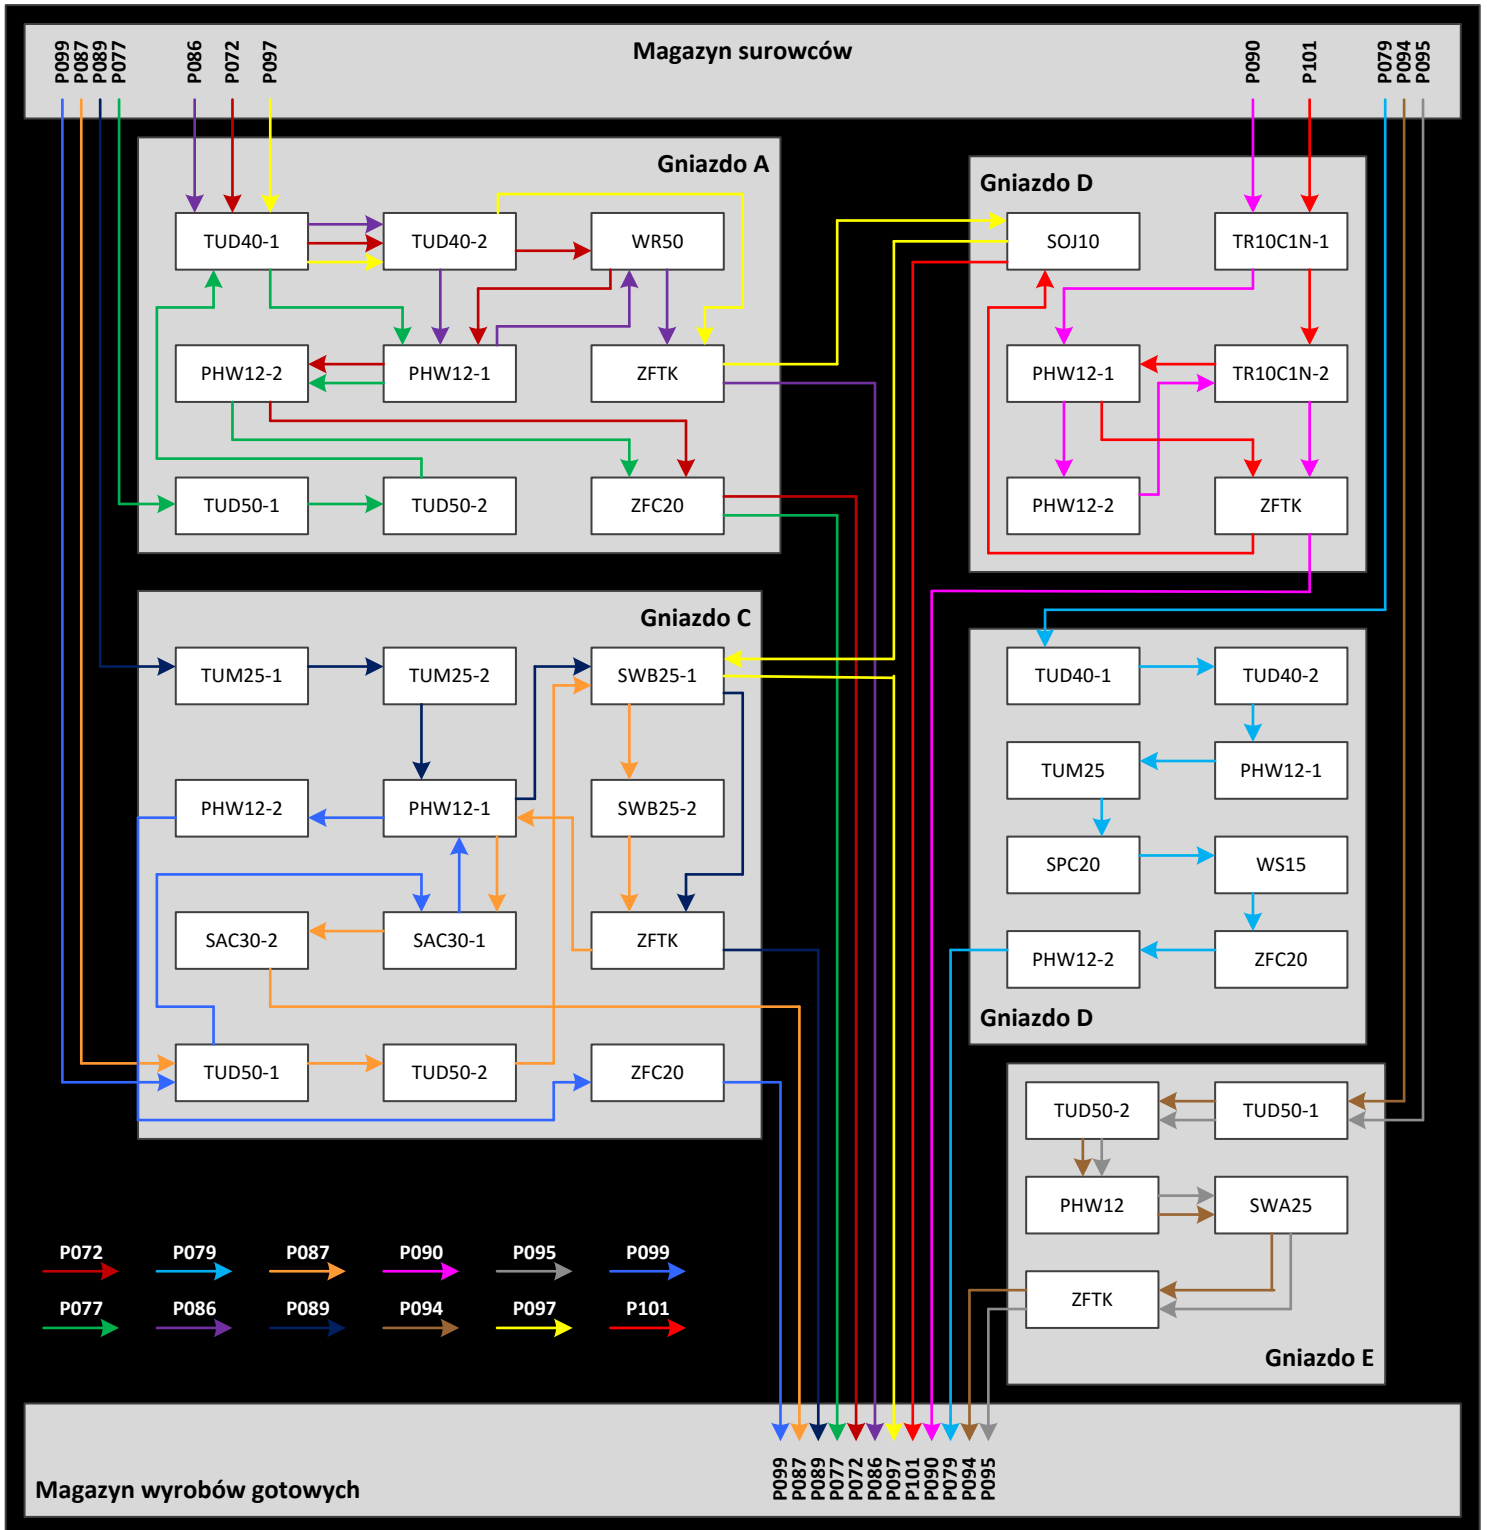 P099
P087
P089
P077
P086
P072
P097
Magazyn surowców
P090
P101
P079
P094
P095
Gniazdo A
TUD40-1
TUD40-2
WR50
PHW12-2
PHW12-1
ZFTK
TUD50-1
TUD50-2
ZFC20
Gniazdo D
SOJ10
TR10C1N-1
PHW12-1
TR10C1N-2
PHW12-2
ZFTK
Gniazdo C
TUM25-1
TUM25-2
SWB25-1
PHW12-2
PHW12-1
SWB25-2
SAC30-2
SAC30-1
ZFTK
TUD50-1
TUD50-2
ZFC20
TUD40-1
TUD40-2
TUM25
PHW12-1
SPC20
WS15
PHW12-2
ZFC20
Gniazdo D
TUD50-2
TUD50-1
PHW12
SWA25
ZFTK
Gniazdo E
P072
P079
P087
P090
P095
P099
P077
P086
P089
P094
P097
P101
Magazyn wyrobów gotowych
P099
P087
P089
P077
P072
P086
P097
P101
P090
P079
P094
P095